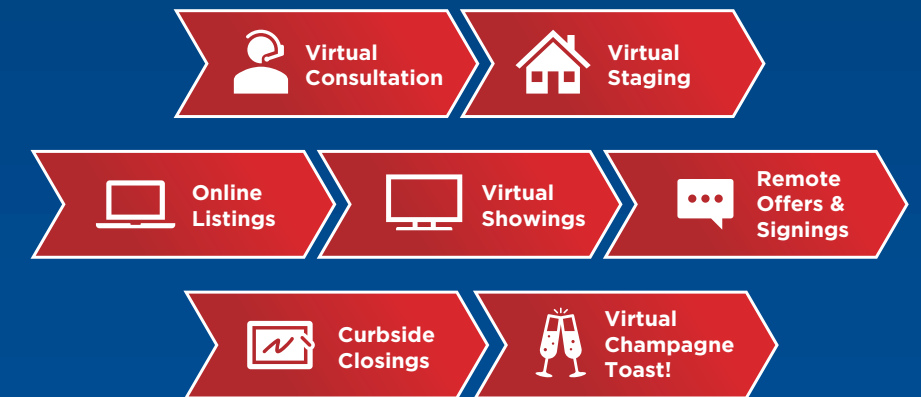 Virtual
Consultation
Virtual
Staging
Online
Listings
Virtual
Showings
Remote
Offers &
Signings
Curbside
Closings
Virtual
Champagne
Toast!